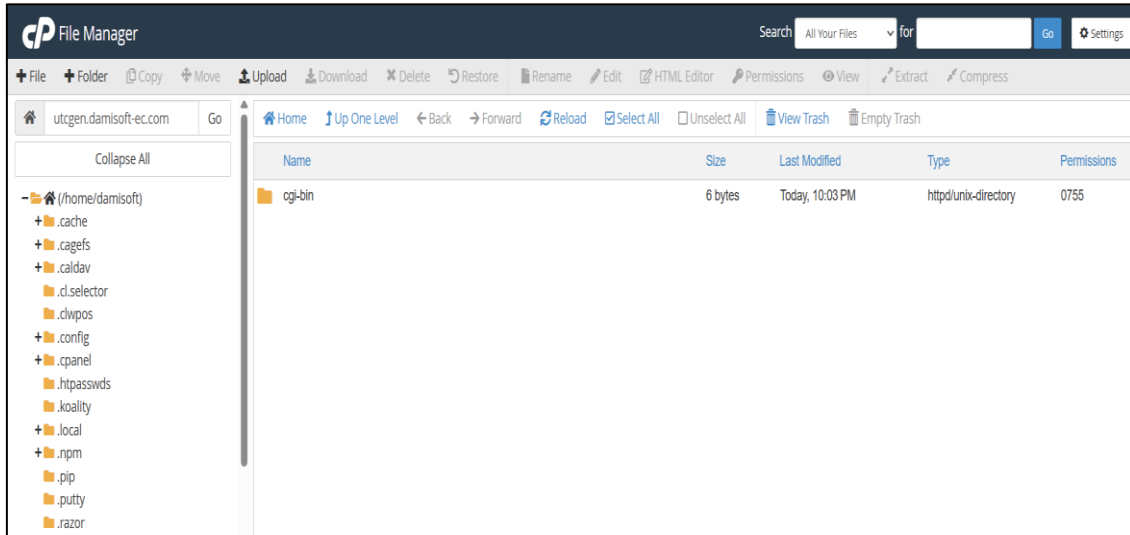 cP File Manager
Search All Your Files for Go Settings
File Folder Copy Move Upload Download Delete Restore Rename Edit HTML Editor Permissions View Extract Compress
utcgen.damisoft-ec.com Go
Home Up One Level Back Forward Reload Select All Unselect All View Trash Empty Trash
Collapse All
Name Size Last Modified Type Permissions
cgi-bin 6 bytes Today, 10:03 PM httpd/unix-directory 0755
(/home/damisoft)
.cache
.cagefs
.caldav
.cl.selector
.clwpos
.config
.cpanel
.htpasswds
.koality
.local
.npm
.pip
.putty
.razor